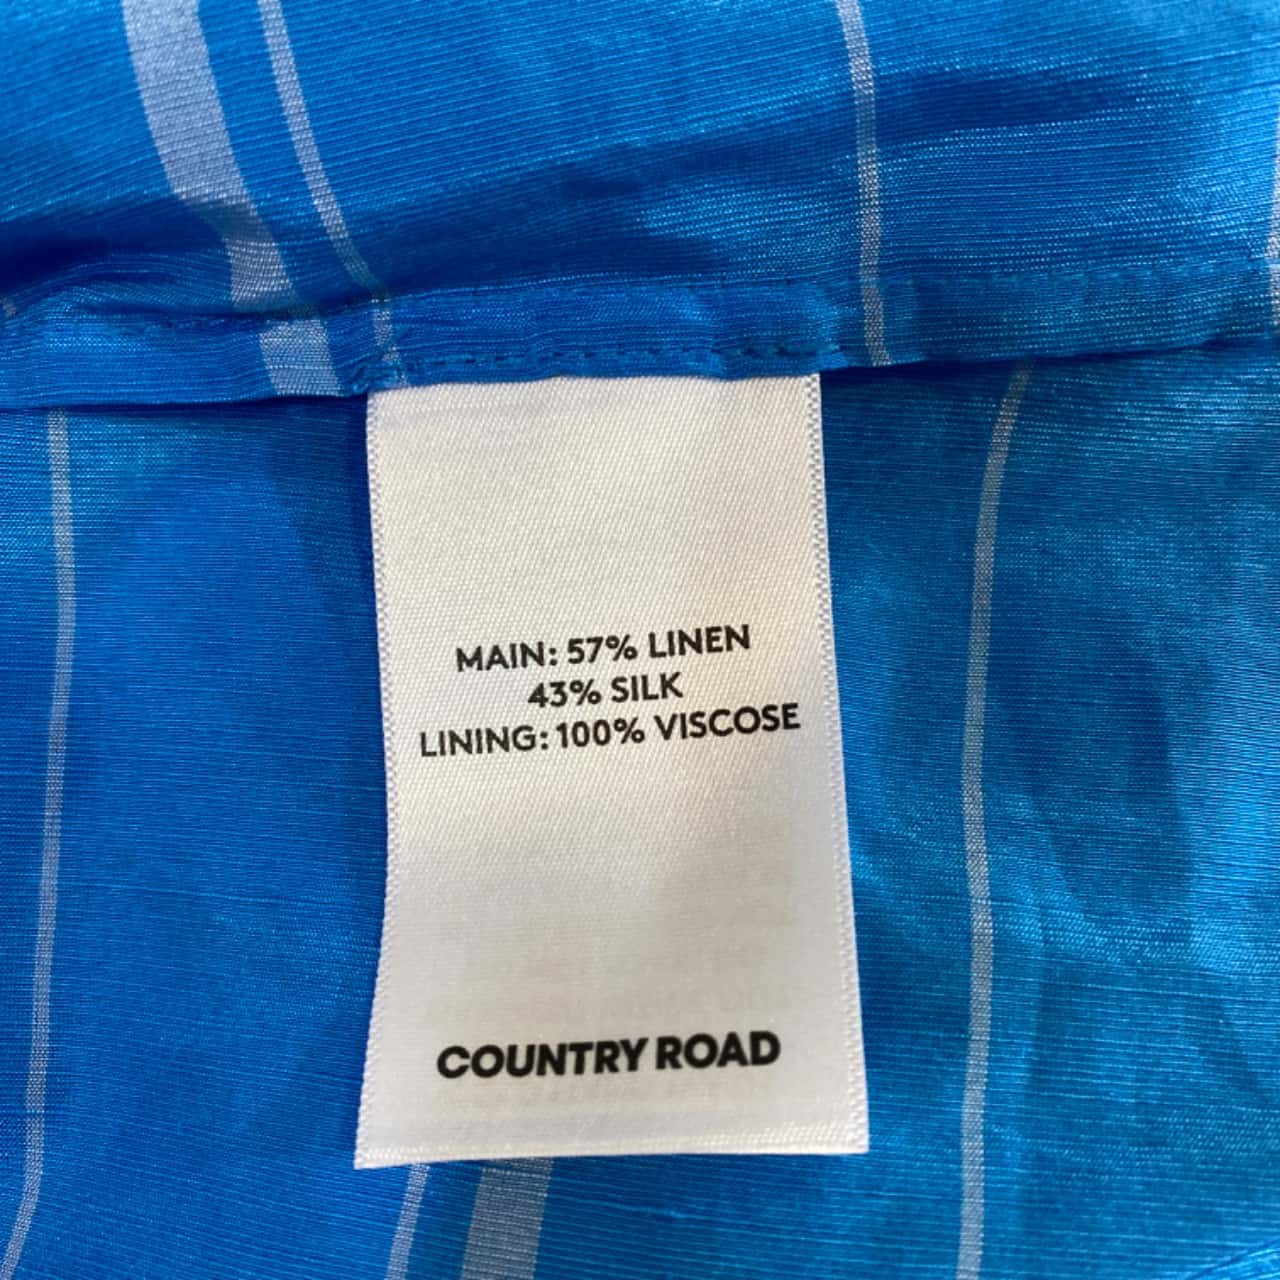 MAIN: 57% LINEN
43% SILK
LINING: 100% VISCOSE
COUNTRY ROAD